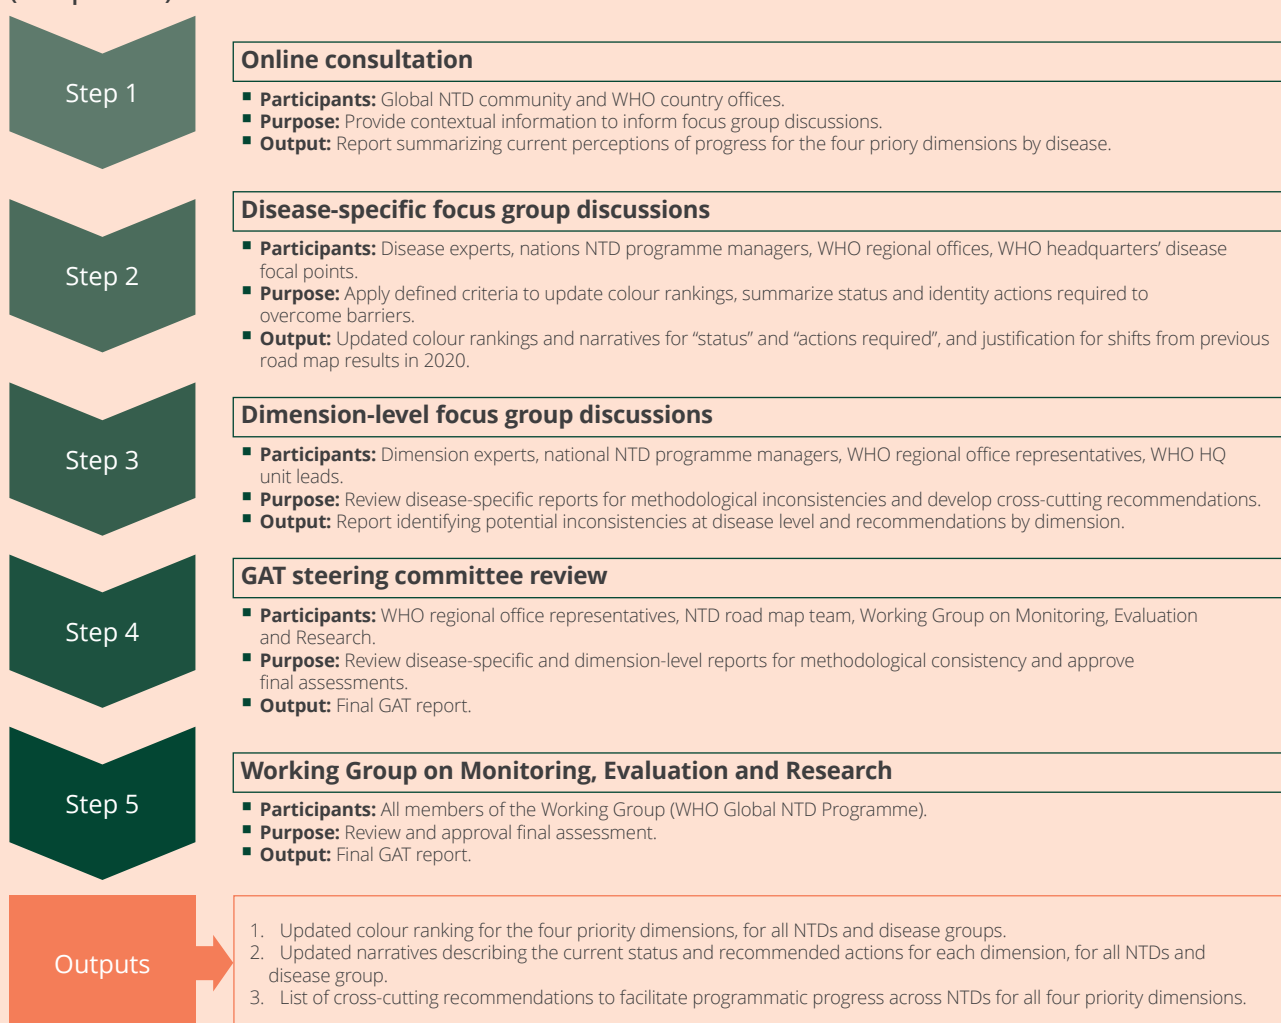 Step 1
Online consultation
▪ Participants: Global NTD community and WHO country offices.
▪ Purpose: Provide contextual information to inform focus group discussions.
▪ Output: Report summarizing current perceptions of progress for the four priory dimensions by disease.
Step 2
Disease-specific focus group discussions
▪ Participants: Disease experts, nations NTD programme managers, WHO regional offices, WHO headquarters’ disease
focal points.
▪ Purpose: Apply defined criteria to update colour rankings, summarize status and identity actions required to
overcome barriers.
▪ Output: Updated colour rankings and narratives for “status” and “actions required”, and justification for shifts from previous
road map results in 2020.
Step 3
Dimension-level focus group discussions
▪ Participants: Dimension experts, national NTD programme managers, WHO regional office representatives, WHO HQ
unit leads.
▪ Purpose: Review disease-specific reports for methodological inconsistencies and develop cross-cutting recommendations.
▪ Output: Report identifying potential inconsistencies at disease level and recommendations by dimension.
Step 4
GAT steering committee review
▪ Participants: WHO regional office representatives, NTD road map team, Working Group on Monitoring, Evaluation
and Research.
▪ Purpose: Review disease-specific and dimension-level reports for methodological consistency and approve
final assessments.
▪ Output: Final GAT report.
Step 5
Working Group on Monitoring, Evaluation and Research
▪ Participants: All members of the Working Group (WHO Global NTD Programme).
▪ Purpose: Review and approval final assessment.
▪ Output: Final GAT report.
Outputs
1. Updated colour ranking for the four priority dimensions, for all NTDs and disease groups.
2. Updated narratives describing the current status and recommended actions for each dimension, for all NTDs and
disease group.
3. List of cross-cutting recommendations to facilitate programmatic progress across NTDs for all four priority dimensions.